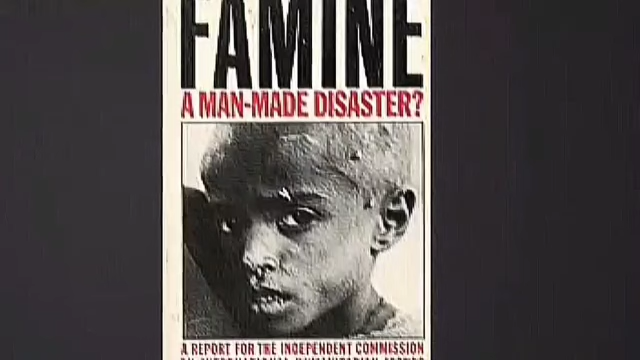 FAMINE
A MAN-MADE DISASTER?
A REPORT FOR THE INDEPENDENT COMMISSION